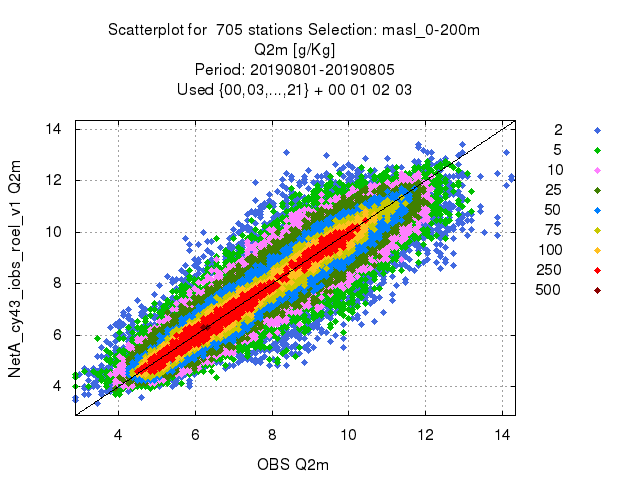 Scatterplot for 705 stations Selection: masl_0-200m
Q2m [g/Kg]
Period: 20190801-20190805
Used {00,03,...,21} + 00 01 02 03
14
12
10
8
6
4
NetA_cy43_iobs_roel_v1 Q2m
4 6 8 10 12 14
OBS Q2m
2
5
10
25
50
75
100
250
500